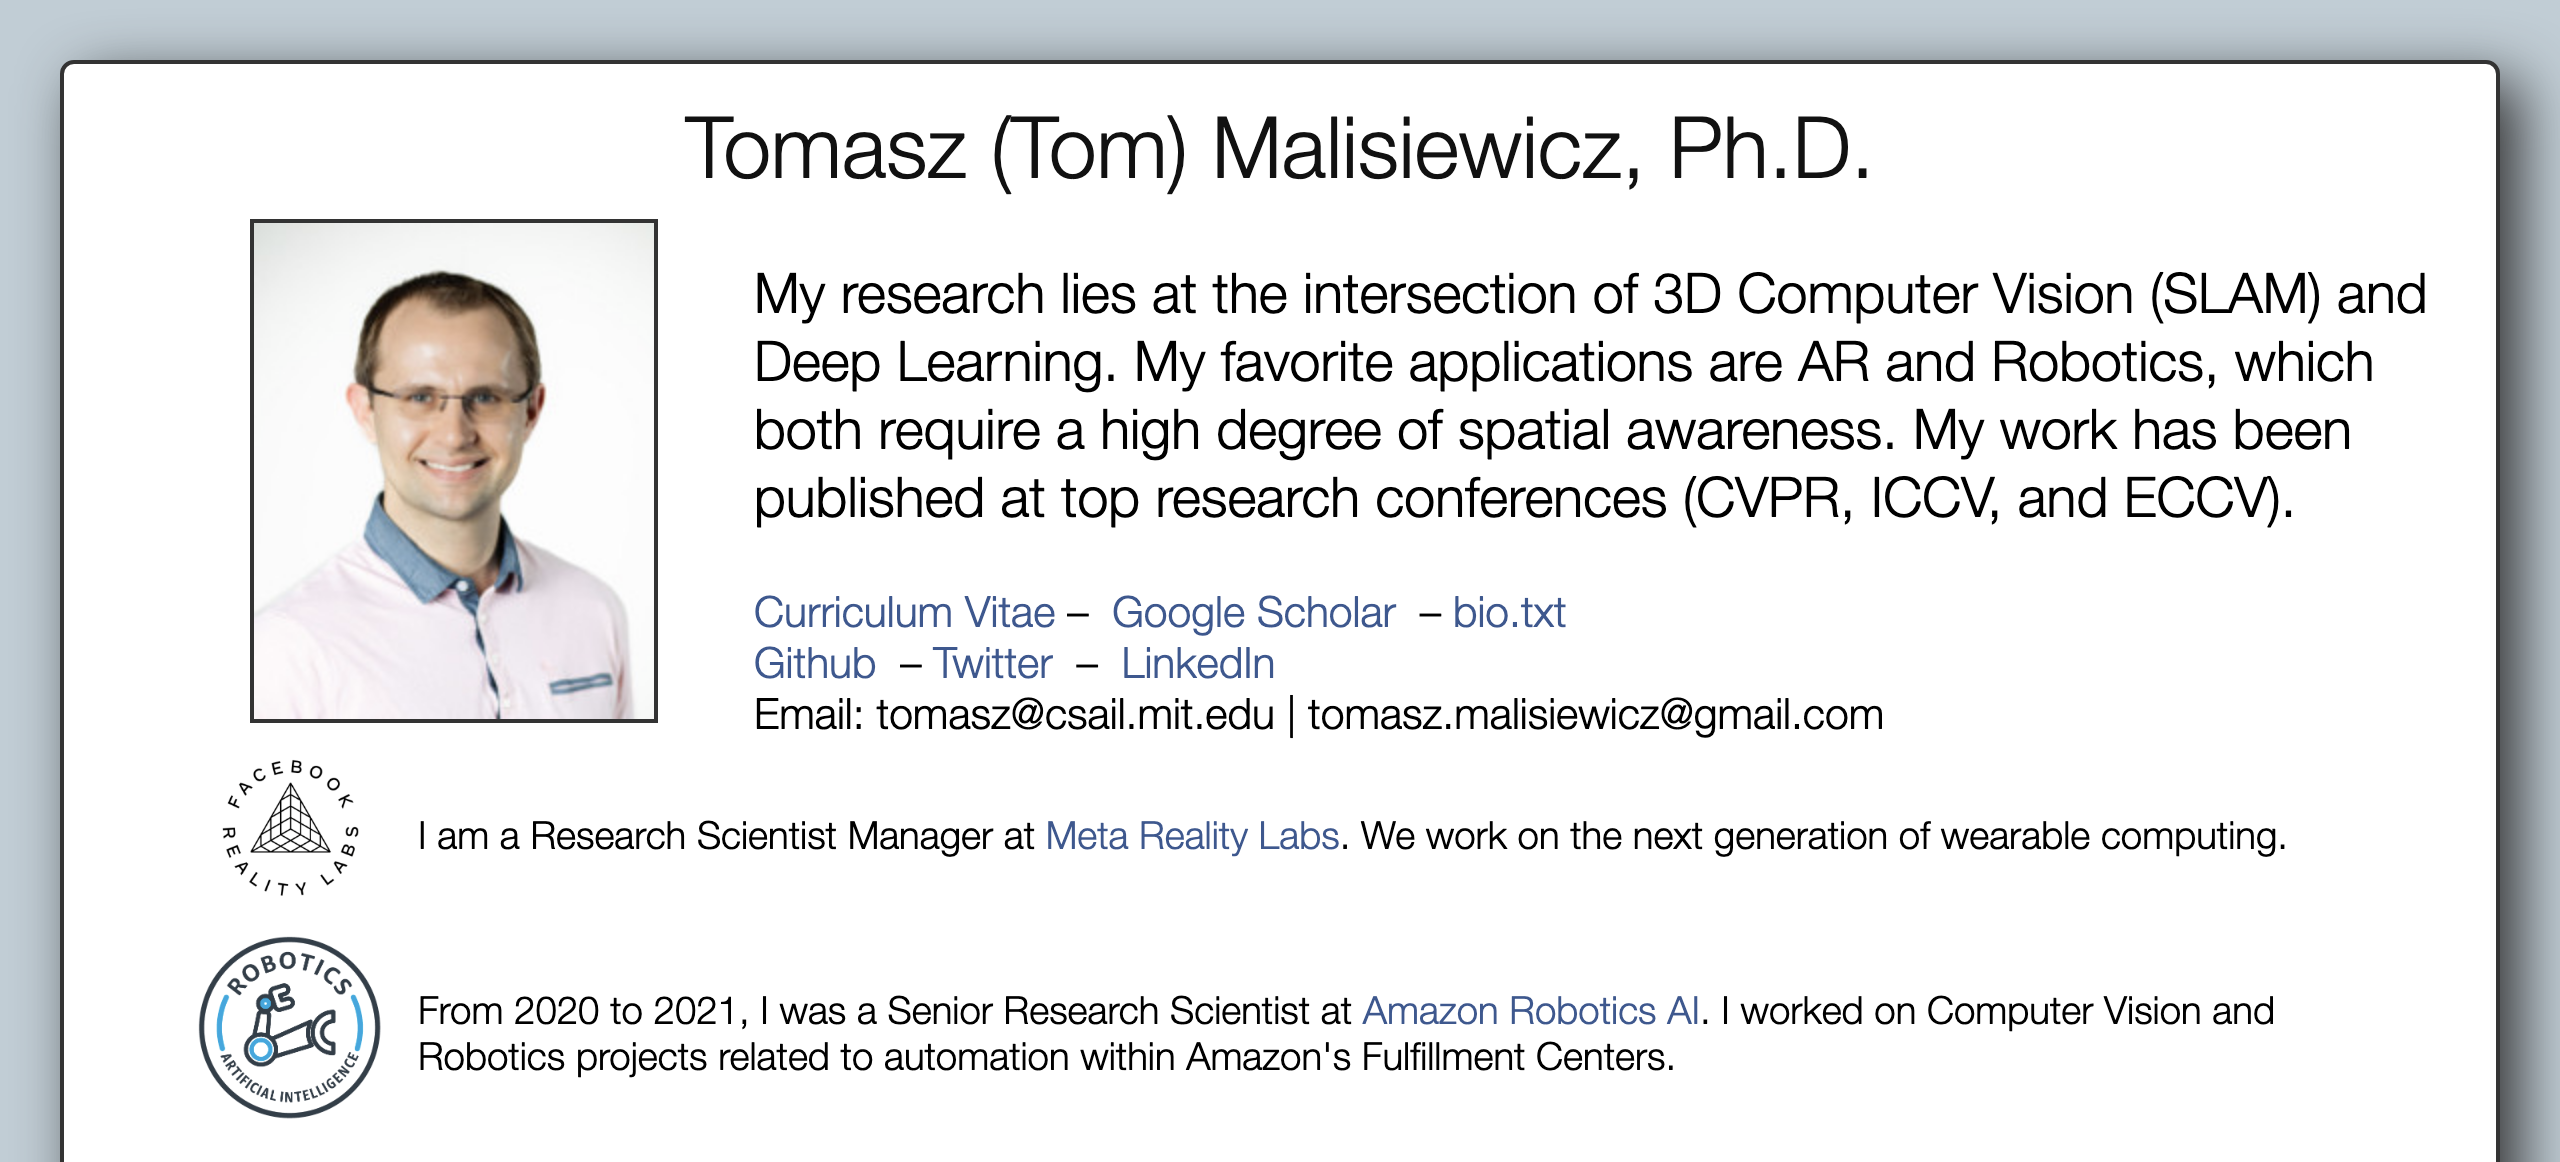 Tomasz (Tom) Malisiewicz, Ph.D.
My research lies at the intersection of 3D Computer Vision (SLAM) and
Deep Learning. My favorite applications are AR and Robotics, which
both require a high degree of spatial awareness. My work has been
published at top research conferences (CVPR, ICCV, and ECCV).
Curriculum Vitae – Google Scholar – bio.txt
Github – Twitter – LinkedIn
Email: tomasz@csail.mit.edu | tomasz.malisiewicz@gmail.com
FACEBOOK
REALITY LABS
I am a Research Scientist Manager at Meta Reality Labs. We work on the next generation of wearable computing.
ROBOTICS
ARTIFICIAL INTELLIGENCE
From 2020 to 2021, I was a Senior Research Scientist at Amazon Robotics AI. I worked on Computer Vision and
Robotics projects related to automation within Amazon's Fulfillment Centers.